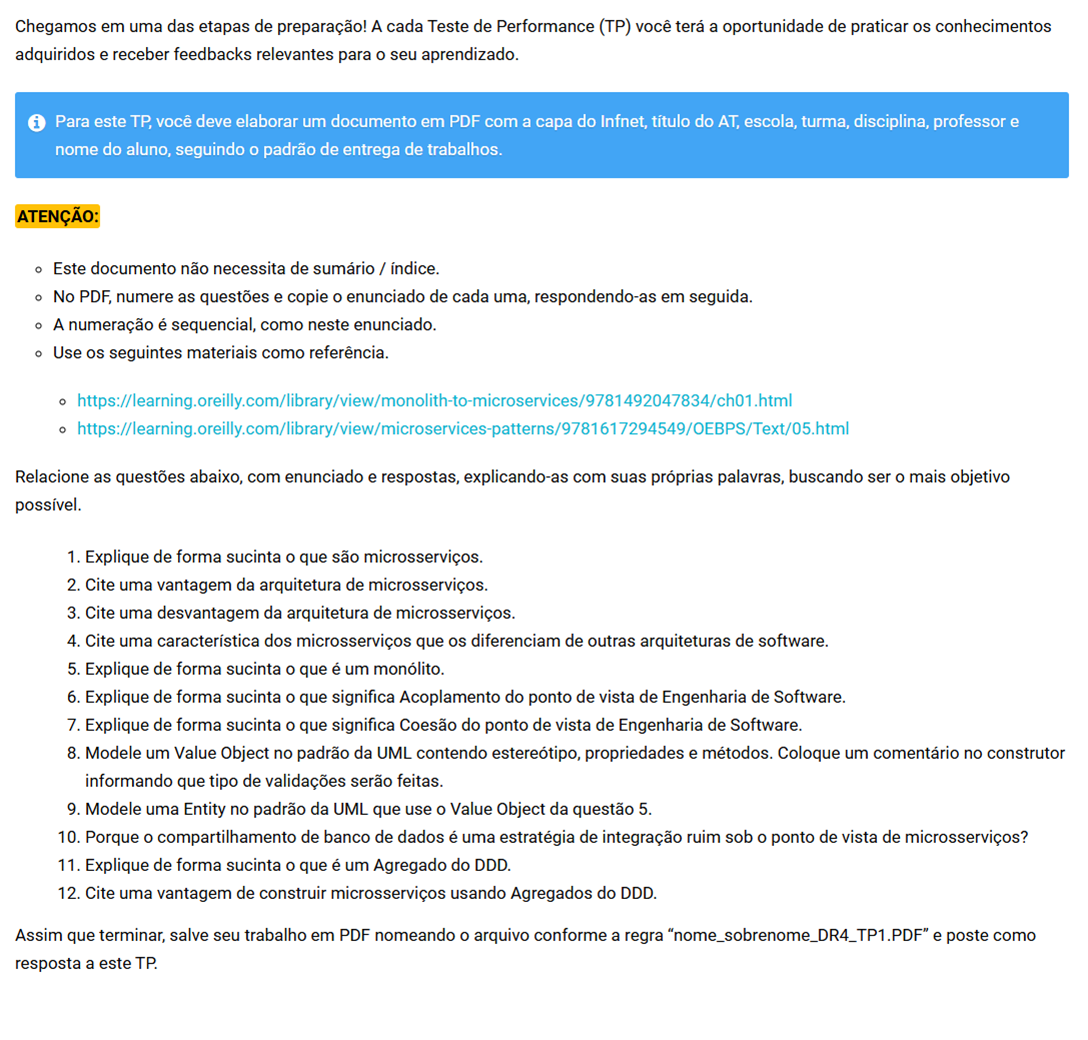 Chegamos em uma das etapas de preparação! A cada Teste de Performance (TP) você terá a oportunidade de praticar os conhecimentos
adquiridos e receber feedbacks relevantes para o seu aprendizado.
Para este TP, você deve elaborar um documento em PDF com a capa do Infnet, título do AT, escola, turma, disciplina, professor e
nome do aluno, seguindo o padrão de entrega de trabalhos.
ATENÇÃO:
Este documento não necessita de sumário / índice.
No PDF, numere as questões e copie o enunciado de cada uma, respondendo-as em seguida.
A numeração é sequencial, como neste enunciado.
Use os seguintes materiais como referência.
https://learning.oreilly.com/library/view/monolith-to-microservices/9781492047834/ch01.html
https://learning.oreilly.com/library/view/microservices-patterns/9781617294549/OEBPS/Text/05.html
Relacione as questões abaixo, com enunciado e respostas, explicando-as com suas próprias palavras, buscando ser o mais objetivo
possível.
1. Explique de forma sucinta o que são microsserviços.
2. Cite uma vantagem da arquitetura de microsserviços.
3. Cite uma desvantagem da arquitetura de microsserviços.
4. Cite uma característica dos microsserviços que os diferenciam de outras arquiteturas de software.
5. Explique de forma sucinta o que é um monólito.
6. Explique de forma sucinta o que significa Acoplamento do ponto de vista de Engenharia de Software.
7. Explique de forma sucinta o que significa Coesão do ponto de vista de Engenharia de Software.
8. Modele um Value Object no padrão da UML contendo estereótipo, propriedades e métodos. Coloque um comentário no construtor
informando que tipo de validações serão feitas.
9. Modele uma Entity no padrão da UML que use o Value Object da questão 5.
10. Porque o compartilhamento de banco de dados é uma estratégia de integração ruim sob o ponto de vista de microsserviços?
11. Explique de forma sucinta o que é um Agregado do DDD.
12. Cite uma vantagem de construir microsserviços usando Agregados do DDD.
Assim que terminar, salve seu trabalho em PDF nomeando o arquivo conforme a regra “nome_sobrenome_DR4_TP1.PDF” e poste como
resposta a este TP.